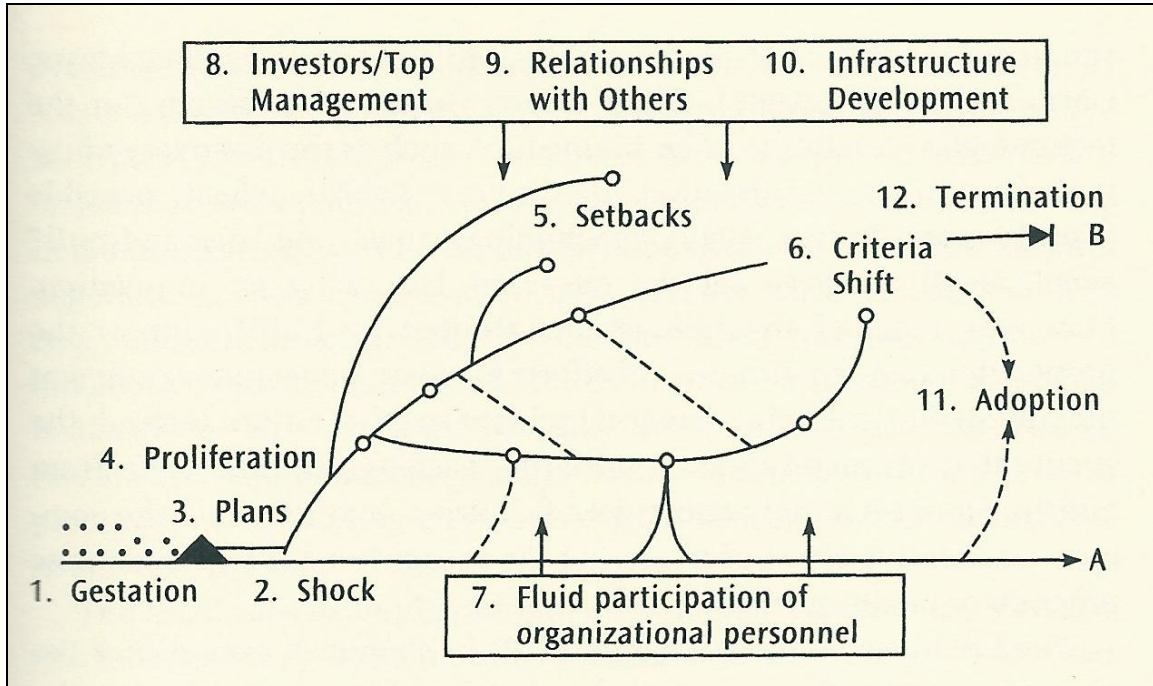 8. Investors/Top Management
9. Relationships with Others
10. Infrastructure Development
12. Termination
B
5. Setbacks
6. Criteria Shift
11. Adoption
4. Proliferation
3. Plans
A
1. Gestation
2. Shock
7. Fluid participation of
organizational personnel